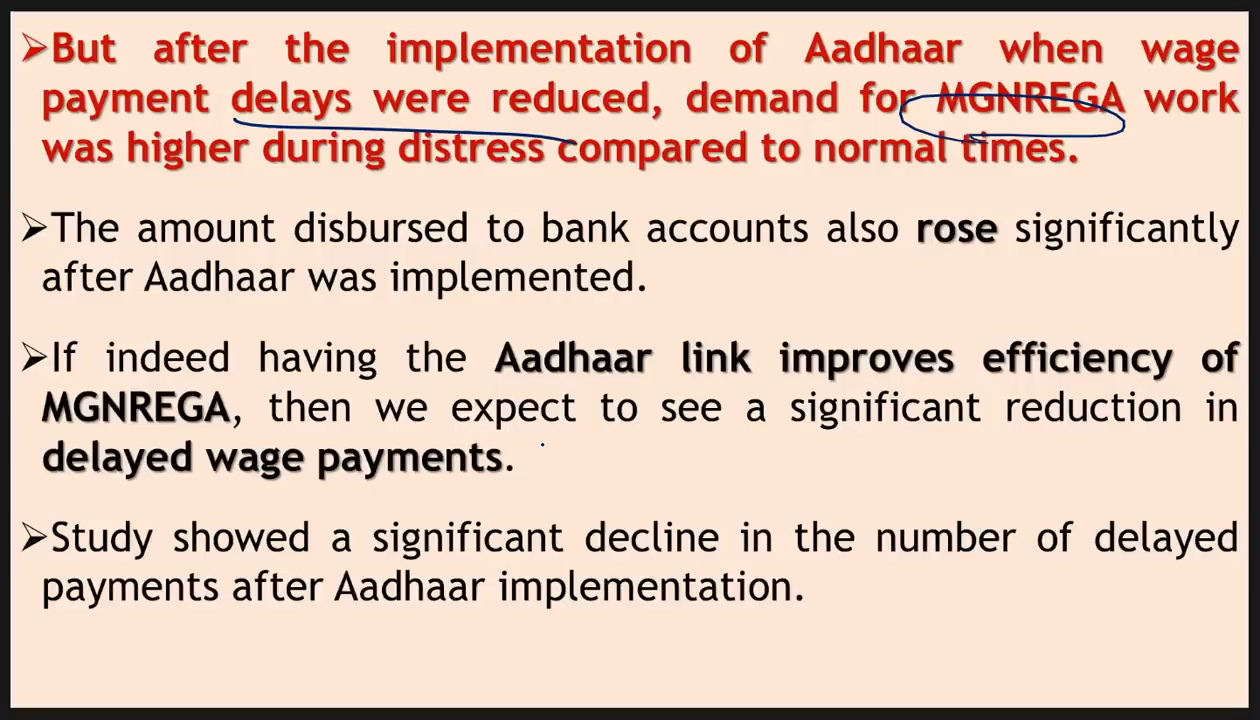 ➢But after the implementation of Aadhaar when wage
payment delays were reduced, demand for MGNREGA work
was higher during distress compared to normal times.
➢The amount disbursed to bank accounts also rose significantly
after Aadhaar was implemented.
➢If indeed having the Aadhaar link improves efficiency of
MGNREGA, then we expect to see a significant reduction in
delayed wage payments.
➢Study showed a significant decline in the number of delayed
payments after Aadhaar implementation.